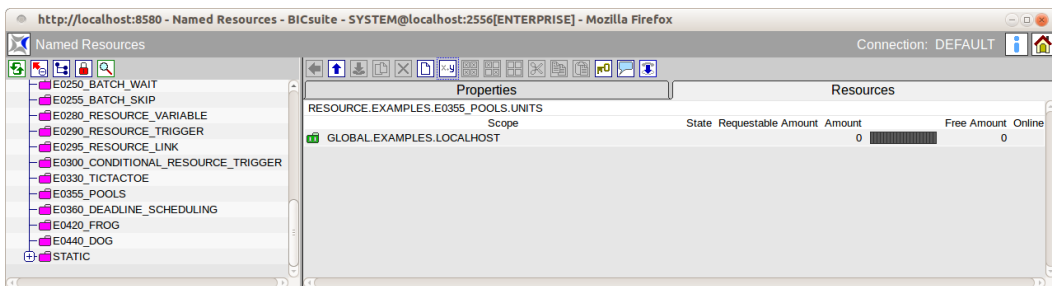 http://localhost:8580 - Named Resources - BICsuite - SYSTEM@localhost:2556[ENTERPRISE] - Mozilla Firefox
Named Resources Connection: DEFAULT
x.y
E0250_BATCH_WAIT
E0255_BATCH_SKIP
E0280_RESOURCE_VARIABLE
E0290_RESOURCE_TRIGGER
E0295_RESOURCE_LINK
E0300_CONDITIONAL_RESOURCE_TRIGGER
E0330_TICTACTOE
E0355_POOLS
E0360_DEADLINE_SCHEDULING
E0420_FROG
E0440_DOG
STATIC
Properties Resources
RESOURCE.EXAMPLES.E0355_POOLS.UNITS
Scope State Requestable Amount Amount Free Amount Online
GLOBAL.EXAMPLES.LOCALHOST 0 0